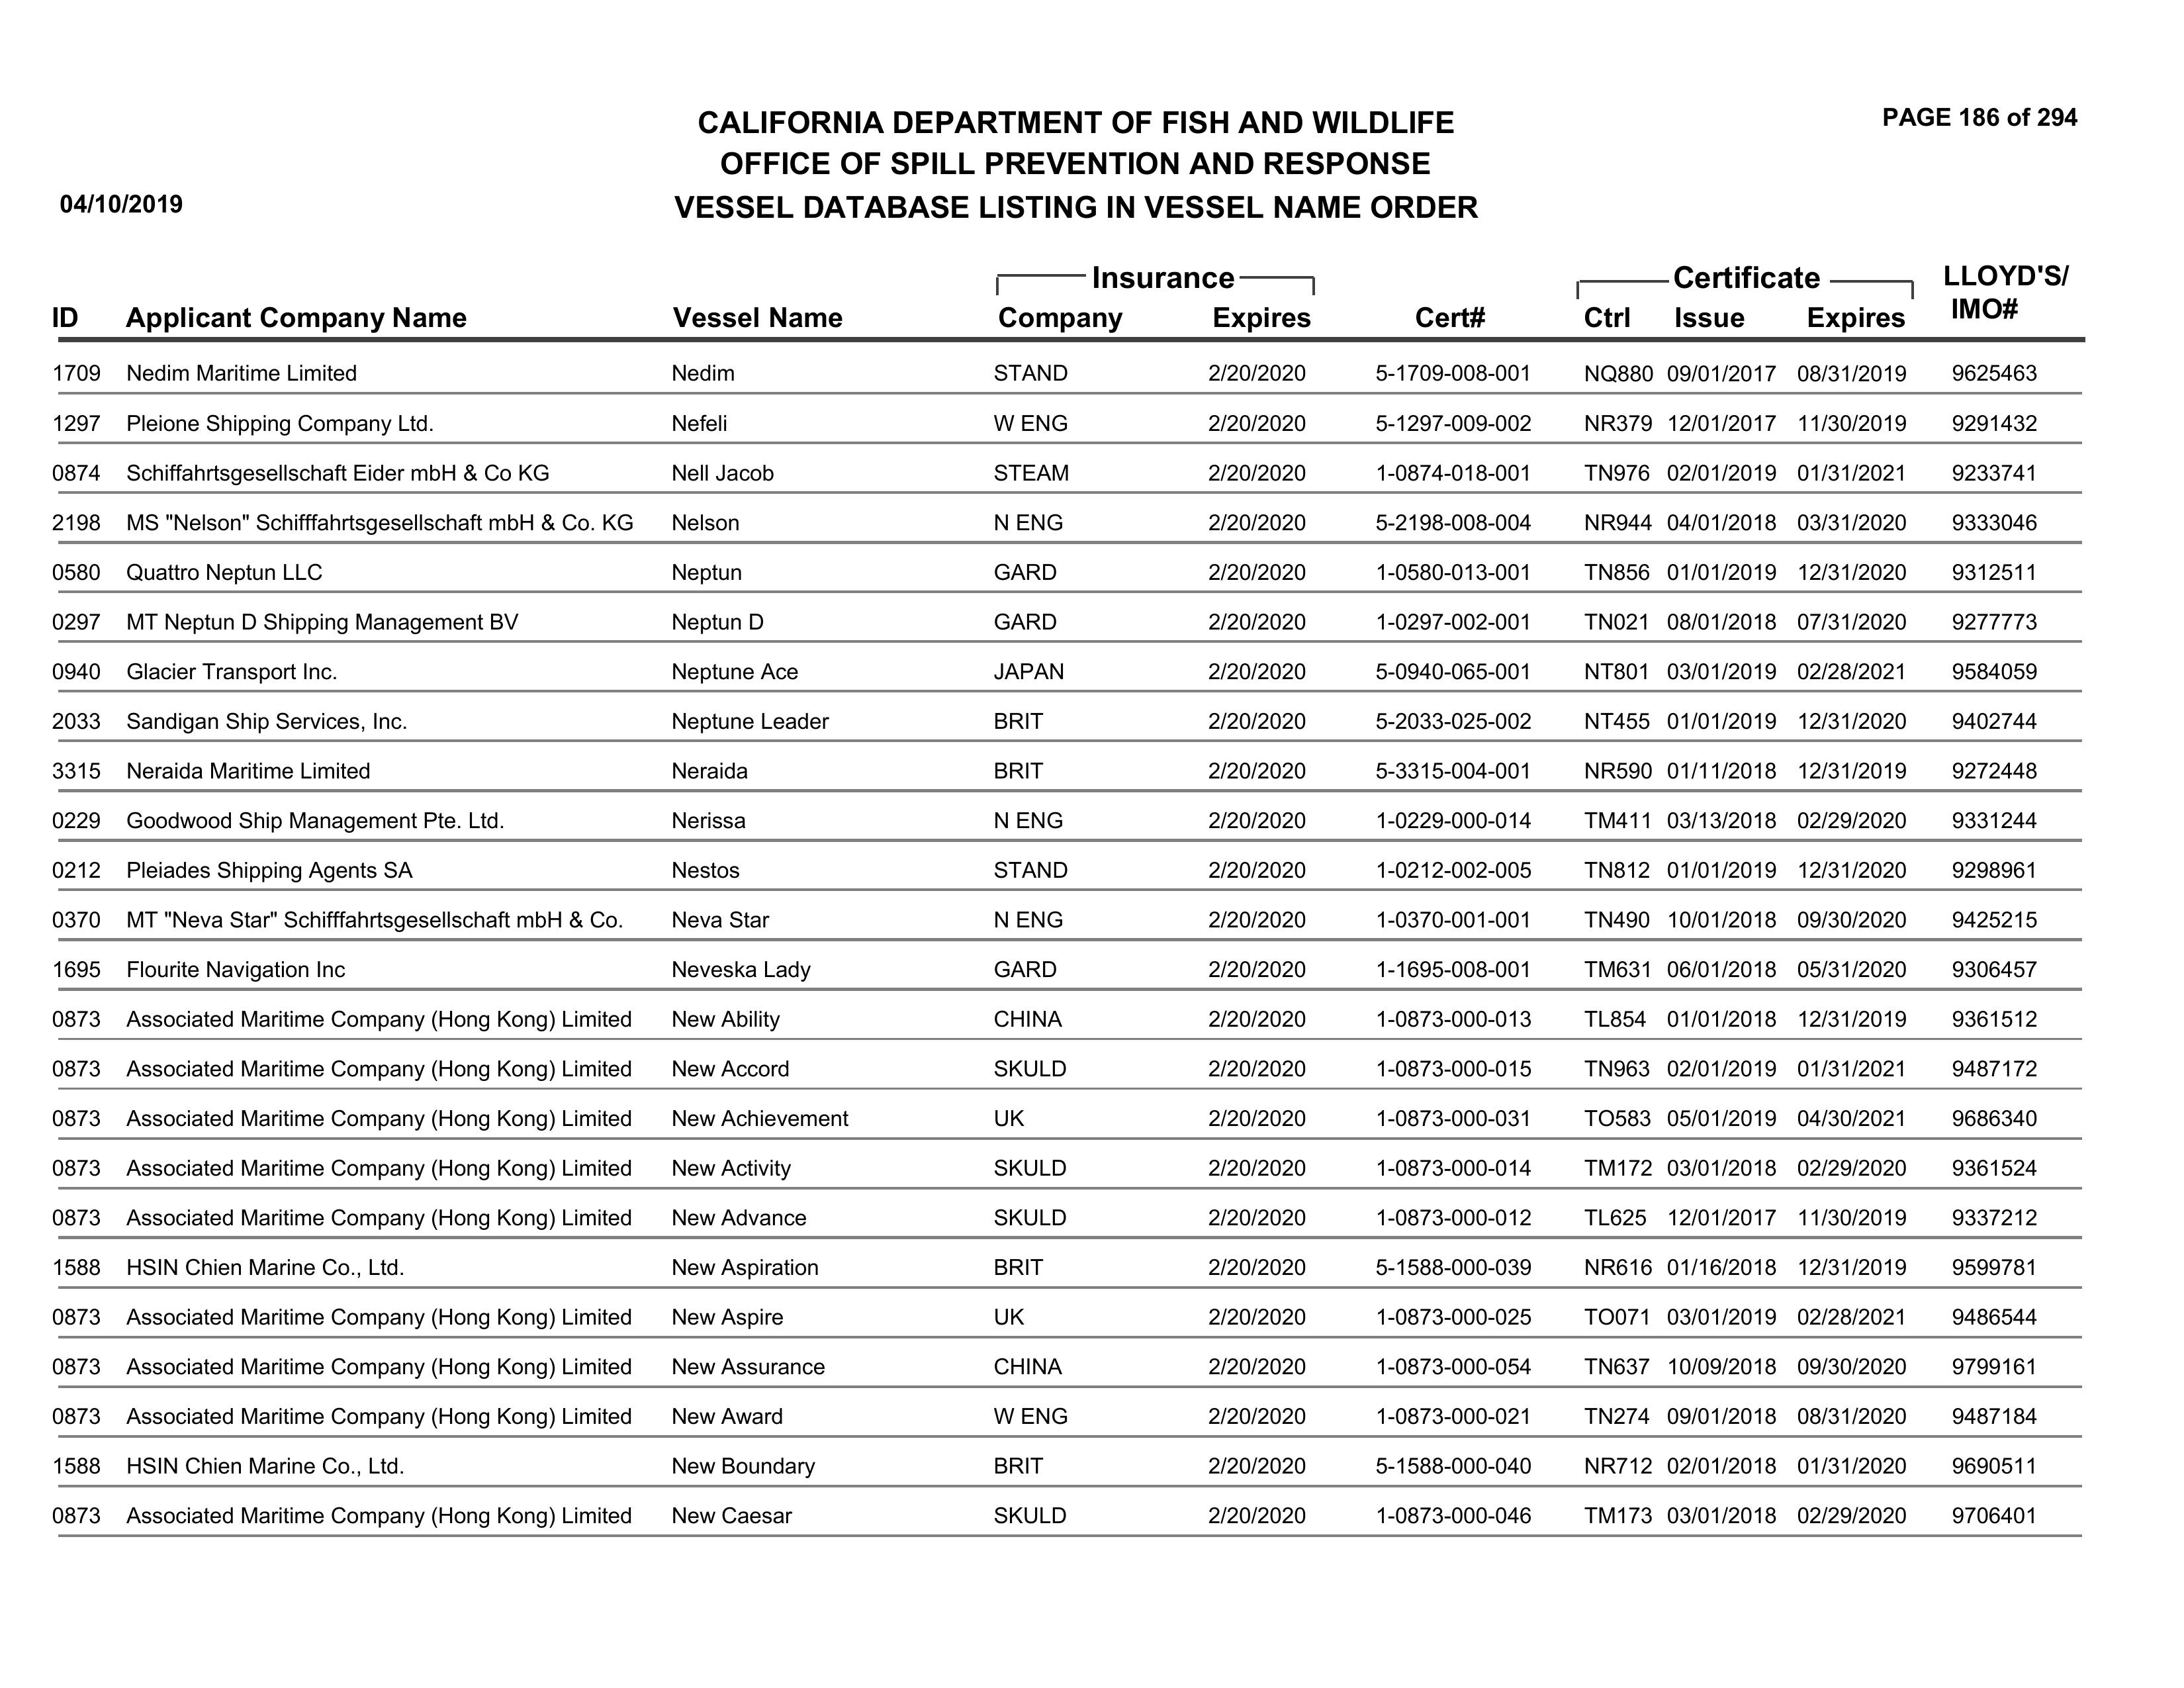 PAGE 186 of 294
CALIFORNIA DEPARTMENT OF FISH AND WILDLIFE
OFFICE OF SPILL PREVENTION AND RESPONSE
04/10/2019 VESSEL DATABASE LISTING IN VESSEL NAME ORDER
Insurance Certificate LLOYD'S/
ID Applicant Company Name Vessel Name Company Expires Cert# Ctrl Issue Expires IMO#
1709 Nedim Maritime Limited Nedim STAND 2/20/2020 5-1709-008-001 NQ880 09/01/2017 08/31/2019 9625463
1297 Pleione Shipping Company Ltd. Nefeli W ENG 2/20/2020 5-1297-009-002 NR379 12/01/2017 11/30/2019 9291432
0874 Schiffahrtsgesellschaft Eider mbH & Co KG Nell Jacob STEAM 2/20/2020 1-0874-018-001 TN976 02/01/2019 01/31/2021 9233741
2198 MS "Nelson" Schifffahrtsgesellschaft mbH & Co. KG Nelson N ENG 2/20/2020 5-2198-008-004 NR944 04/01/2018 03/31/2020 9333046
0580 Quattro Neptun LLC Neptun GARD 2/20/2020 1-0580-013-001 TN856 01/01/2019 12/31/2020 9312511
0297 MT Neptun D Shipping Management BV Neptun D GARD 2/20/2020 1-0297-002-001 TN021 08/01/2018 07/31/2020 9277773
0940 Glacier Transport Inc. Neptune Ace JAPAN 2/20/2020 5-0940-065-001 NT801 03/01/2019 02/28/2021 9584059
2033 Sandigan Ship Services, Inc. Neptune Leader BRIT 2/20/2020 5-2033-025-002 NT455 01/01/2019 12/31/2020 9402744
3315 Neraida Maritime Limited Neraida BRIT 2/20/2020 5-3315-004-001 NR590 01/11/2018 12/31/2019 9272448
0229 Goodwood Ship Management Pte. Ltd. Nerissa N ENG 2/20/2020 1-0229-000-014 TM411 03/13/2018 02/29/2020 9331244
0212 Pleiades Shipping Agents SA Nestos STAND 2/20/2020 1-0212-002-005 TN812 01/01/2019 12/31/2020 9298961
0370 MT "Neva Star" Schifffahrtsgesellschaft mbH & Co. Neva Star N ENG 2/20/2020 1-0370-001-001 TN490 10/01/2018 09/30/2020 9425215
1695 Flourite Navigation Inc Neveska Lady GARD 2/20/2020 1-1695-008-001 TM631 06/01/2018 05/31/2020 9306457
0873 Associated Maritime Company (Hong Kong) Limited New Ability CHINA 2/20/2020 1-0873-000-013 TL854 01/01/2018 12/31/2019 9361512
0873 Associated Maritime Company (Hong Kong) Limited New Accord SKULD 2/20/2020 1-0873-000-015 TN963 02/01/2019 01/31/2021 9487172
0873 Associated Maritime Company (Hong Kong) Limited New Achievement UK 2/20/2020 1-0873-000-031 TO583 05/01/2019 04/30/2021 9686340
0873 Associated Maritime Company (Hong Kong) Limited New Activity SKULD 2/20/2020 1-0873-000-014 TM172 03/01/2018 02/29/2020 9361524
0873 Associated Maritime Company (Hong Kong) Limited New Advance SKULD 2/20/2020 1-0873-000-012 TL625 12/01/2017 11/30/2019 9337212
1588 HSIN Chien Marine Co., Ltd. New Aspiration BRIT 2/20/2020 5-1588-000-039 NR616 01/16/2018 12/31/2019 9599781
0873 Associated Maritime Company (Hong Kong) Limited New Aspire UK 2/20/2020 1-0873-000-025 TO071 03/01/2019 02/28/2021 9486544
0873 Associated Maritime Company (Hong Kong) Limited New Assurance CHINA 2/20/2020 1-0873-000-054 TN637 10/09/2018 09/30/2020 9799161
0873 Associated Maritime Company (Hong Kong) Limited New Award W ENG 2/20/2020 1-0873-000-021 TN274 09/01/2018 08/31/2020 9487184
1588 HSIN Chien Marine Co., Ltd. New Boundary BRIT 2/20/2020 5-1588-000-040 NR712 02/01/2018 01/31/2020 9690511
0873 Associated Maritime Company (Hong Kong) Limited New Caesar SKULD 2/20/2020 1-0873-000-046 TM173 03/01/2018 02/29/2020 9706401